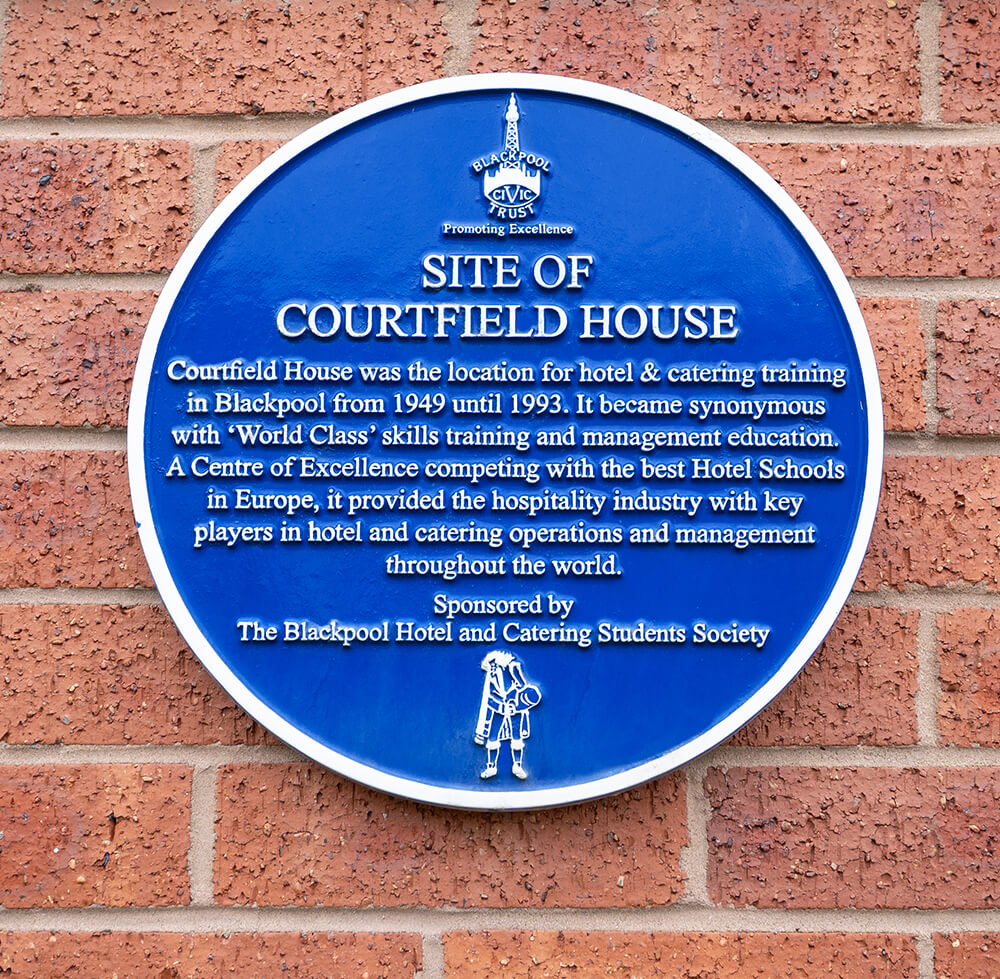 BLACKPOOL
CIVIC
TRUST
Promoting Excellence
SITE OF
COURTFIELD HOUSE
Courtfield House was the location for hotel & catering training
in Blackpool from 1949 until 1993. It became synonymous
with ‘World Class’ skills training and management education.
A Centre of Excellence competing with the best Hotel Schools
in Europe, it provided the hospitality industry with key
players in hotel and catering operations and management
throughout the world.
Sponsored by
The Blackpool Hotel and Catering Students Society